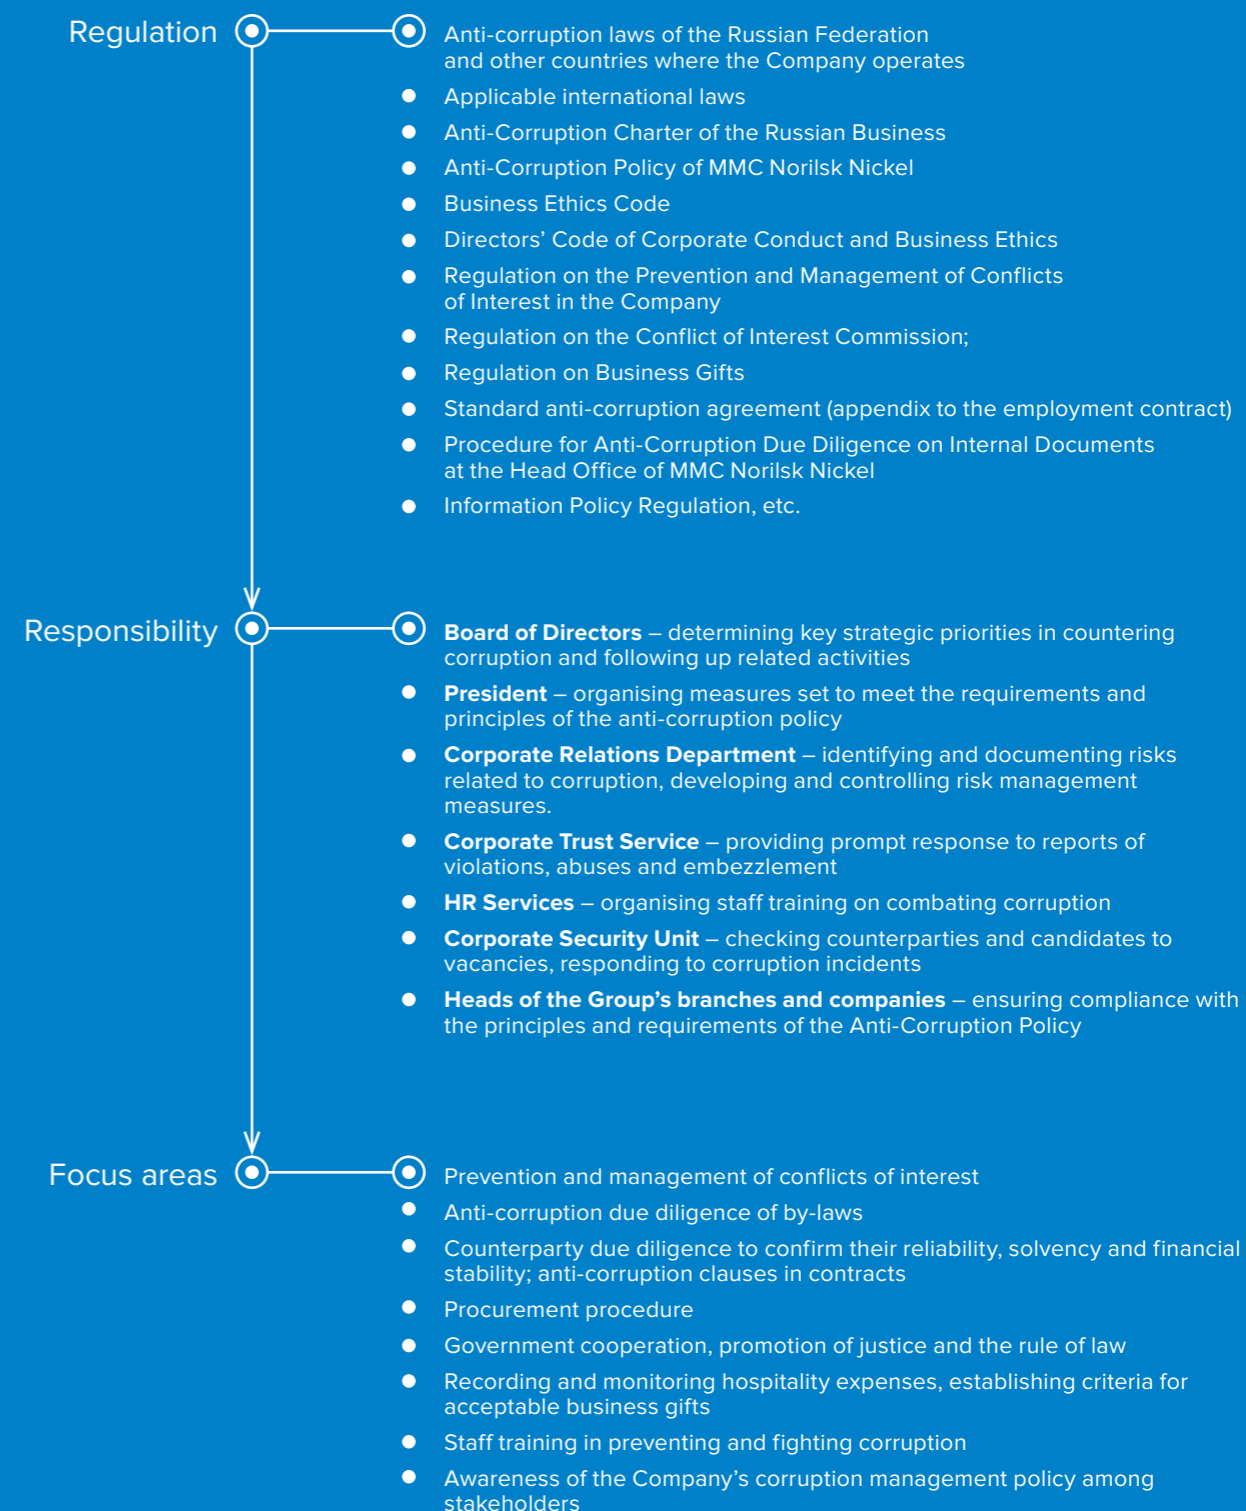 Regulation
Anti-corruption laws of the Russian Federation
and other countries where the Company operates
Applicable international laws
Anti-Corruption Charter of the Russian Business
Anti-Corruption Policy of MMC Norilsk Nickel
Business Ethics Code
Directors’ Code of Corporate Conduct and Business Ethics
Regulation on the Prevention and Management of Conflicts
of Interest in the Company
Regulation on the Conflict of Interest Commission;
Regulation on Business Gifts
Standard anti-corruption agreement (appendix to the employment contract)
Procedure for Anti-Corruption Due Diligence on Internal Documents
at the Head Office of MMC Norilsk Nickel
Information Policy Regulation, etc.
Responsibility
Board of Directors – determining key strategic priorities in countering
corruption and following up related activities
President – organising measures set to meet the requirements and
principles of the anti-corruption policy
Corporate Relations Department – identifying and documenting risks
related to corruption, developing and controlling risk management
measures.
Corporate Trust Service – providing prompt response to reports of
violations, abuses and embezzlement
HR Services – organising staff training on combating corruption
Corporate Security Unit – checking counterparties and candidates to
vacancies, responding to corruption incidents
Heads of the Group’s branches and companies – ensuring compliance with
the principles and requirements of the Anti-Corruption Policy
Focus areas
Prevention and management of conflicts of interest
Anti-corruption due diligence of by-laws
Counterparty due diligence to confirm their reliability, solvency and financial
stability; anti-corruption clauses in contracts
Procurement procedure
Government cooperation, promotion of justice and the rule of law
Recording and monitoring hospitality expenses, establishing criteria for
acceptable business gifts
Staff training in preventing and fighting corruption
Awareness of the Company’s corruption management policy among
stakeholders